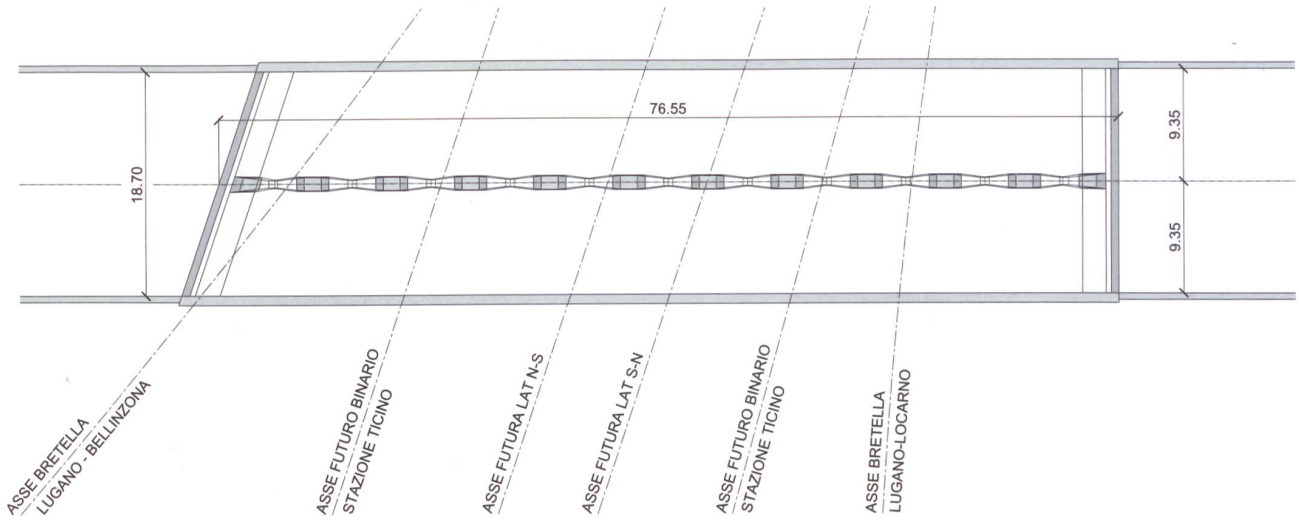 76.55
18.70
9.35
9.35
ASSE BRETELLA
LUGANO - BELLINZONA
ASSE FUTURO BINARIO
STAZIONE TICINO
ASSE FUTURA LAT N-S
ASSE FUTURA LAT S-N
ASSE FUTURO BINARIO
STAZIONE TICINO
ASSE BRETELLA
LUGANO-LOCARNO